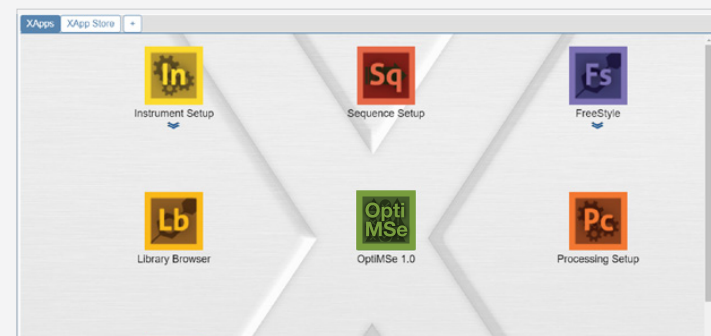 XApps XApp Store +
In Sq Fs
Instrument Setup Sequence Setup FreeStyle
Lb Opti MSe Pc
Library Browser OptiMSe 1.0 Processing Setup